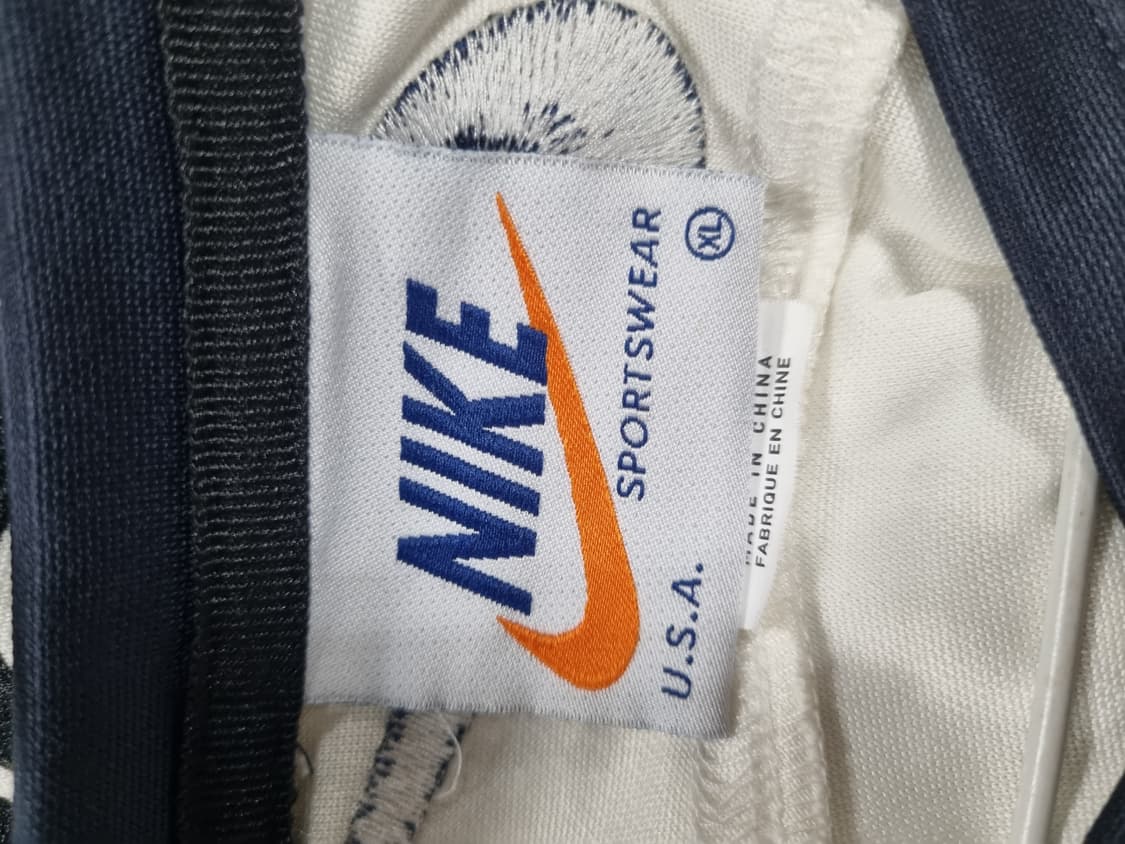 NIKE
SPORTSWEAR
U.S.A.
XL
MADE IN CHINA
FABRIQUE EN CHINE